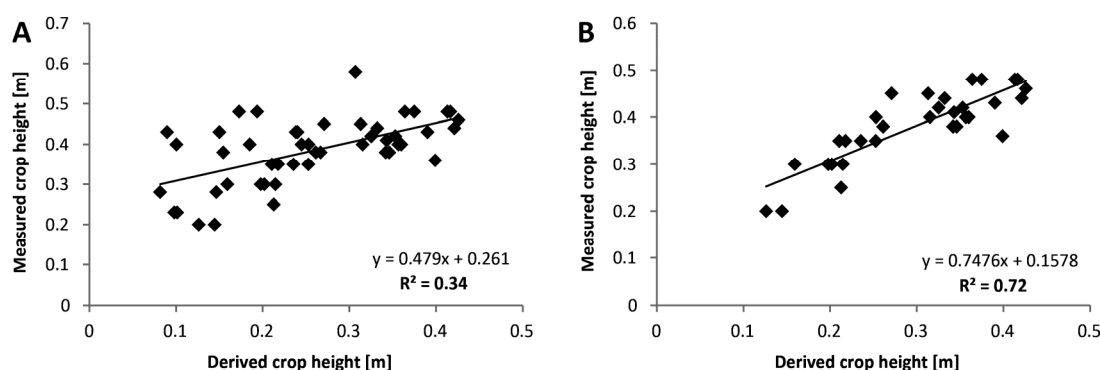 A
Measured crop height [m]
0.7
0.6
0.5
0.4
0.3
0.2
0.1
0
y = 0.479x + 0.261
R² = 0.34
0 0.1 0.2 0.3 0.4 0.5
Derived crop height [m]
B
Measured crop height [m]
0.6
0.5
0.4
0.3
0.2
0.1
0
y = 0.7476x + 0.1578
R² = 0.72
0 0.1 0.2 0.3 0.4 0.5
Derived crop height [m]